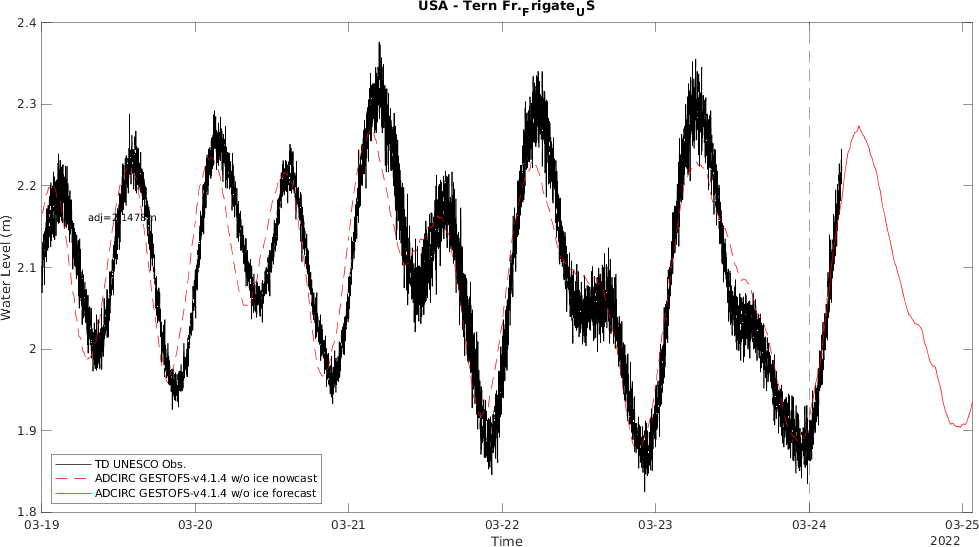 USA - Tern Fr.FrigateUS
2.4
2.3
2.2
2.1
2
1.9
1.8
Water Level (m)
adj=2.1478m
TD UNESCO Obs.
ADCIRC GESTOFS-v4.1.4 w/o ice nowcast
ADCIRC GESTOFS-v4.1.4 w/o ice forecast
03-19 03-20 03-21 03-22 03-23 03-24 03-25
Time
2022